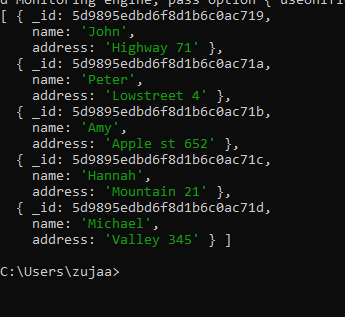 d Monitoring engine, pass option { useUnifie
[ { _id: 5d9895edbd6f8d1b6c0ac719,
name: 'John',
address: 'Highway 71' },
{ _id: 5d9895edbd6f8d1b6c0ac71a,
name: 'Peter',
address: 'Lowstreet 4' },
{ _id: 5d9895edbd6f8d1b6c0ac71b,
name: 'Amy',
address: 'Apple st 652' },
{ _id: 5d9895edbd6f8d1b6c0ac71c,
name: 'Hannah',
address: 'Mountain 21' },
{ _id: 5d9895edbd6f8d1b6c0ac71d,
name: 'Michael',
address: 'Valley 345' } ]
C:\Users\zujaa>